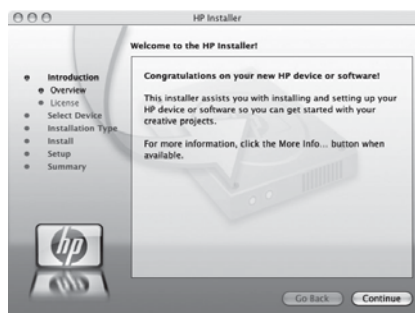 HP Installer
Welcome to the HP Installer!
Introduction
Overview
License
Select Device
Installation Type
Install
Setup
Summary
Congratulations on your new HP device or software!
This installer assists you with installing and setting up your
HP device or software so you can get started with your
creative projects.
For more information, click the More Info... button when
available.
hp
Go Back
Continue